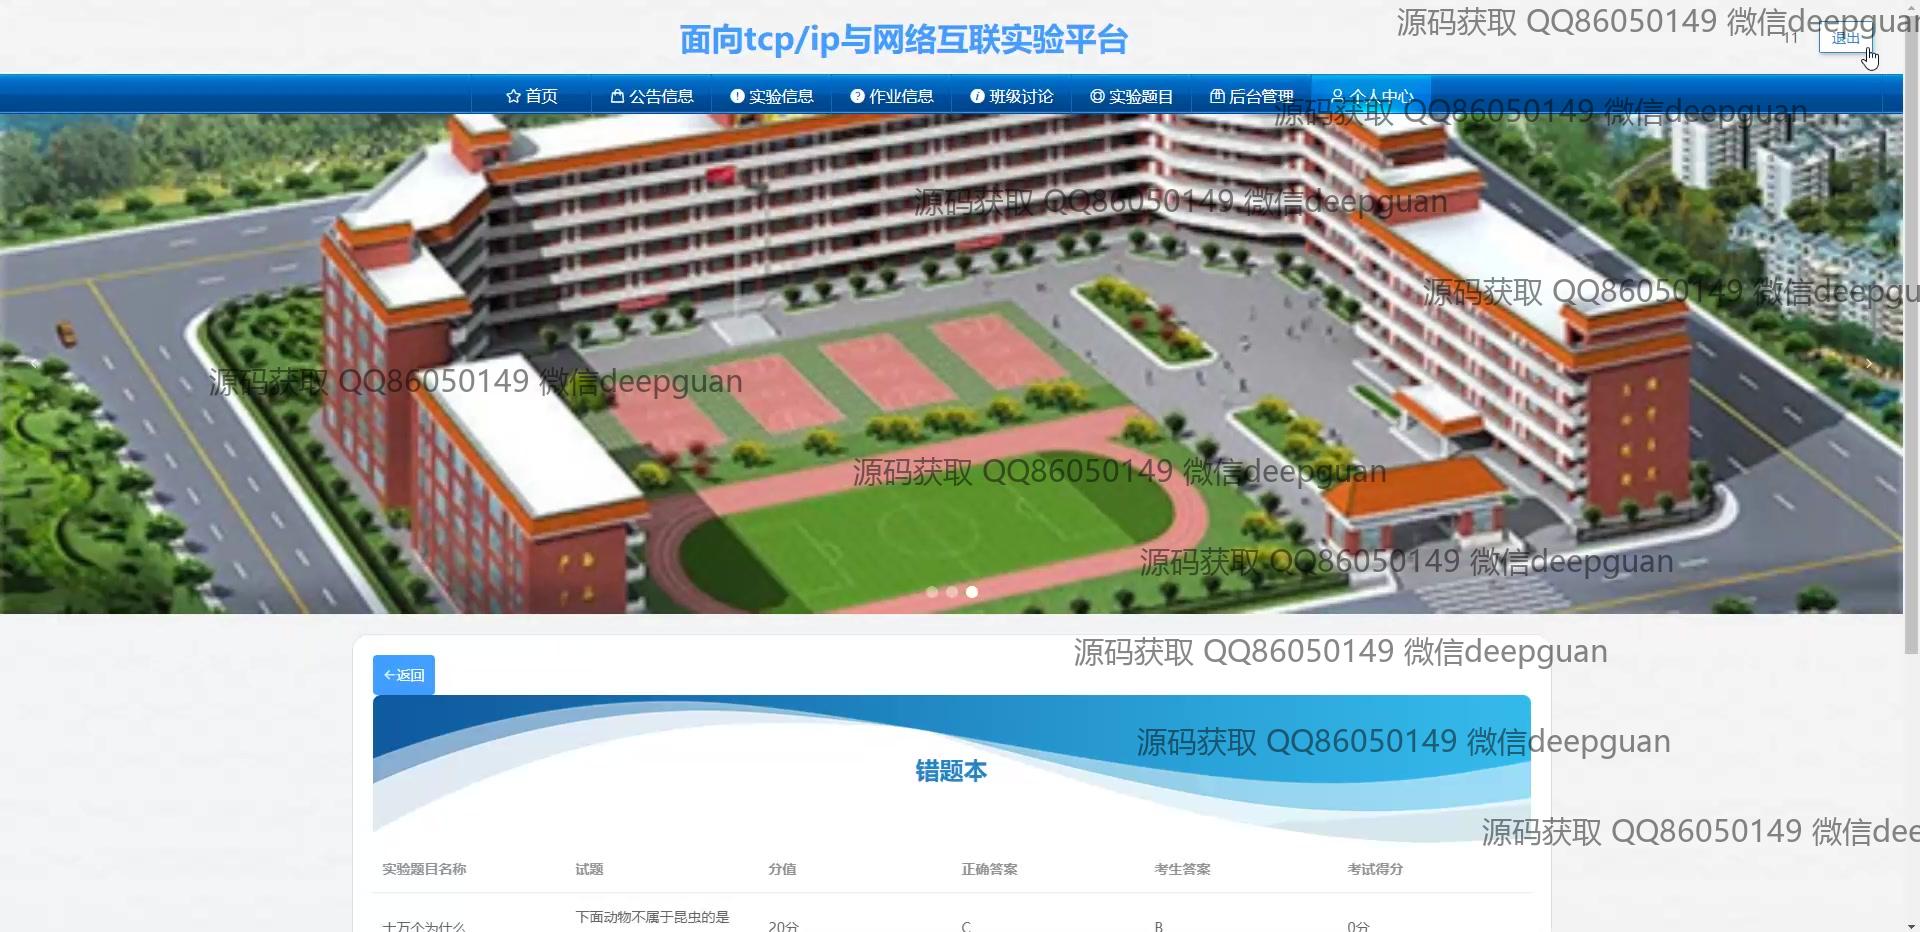 面向tcp/ip与网络互联实验平台
源码获取 QQ86050149 微信deepguan
11
退出
首页
公告信息
实验信息
作业信息
班级讨论
实验题目
后台管理
个人中心
源码获取 QQ86050149 微信deepguan
源码获取 QQ86050149 微信deepguan
源码获取 QQ86050149 微信deepgu
源码获取 QQ86050149 微信deepguan
源码获取 QQ86050149 微信deepguan
源码获取 QQ86050149 微信deepguan
源码获取 QQ86050149 微信deepguan
←返回
源码获取 QQ86050149 微信deepguan
错题本
源码获取 QQ86050149 微信dee
实验题目名称 试题 分值 正确答案 考生答案 考试得分
下面动物不属于昆虫的是
十万个为什么 20分 C B 0分